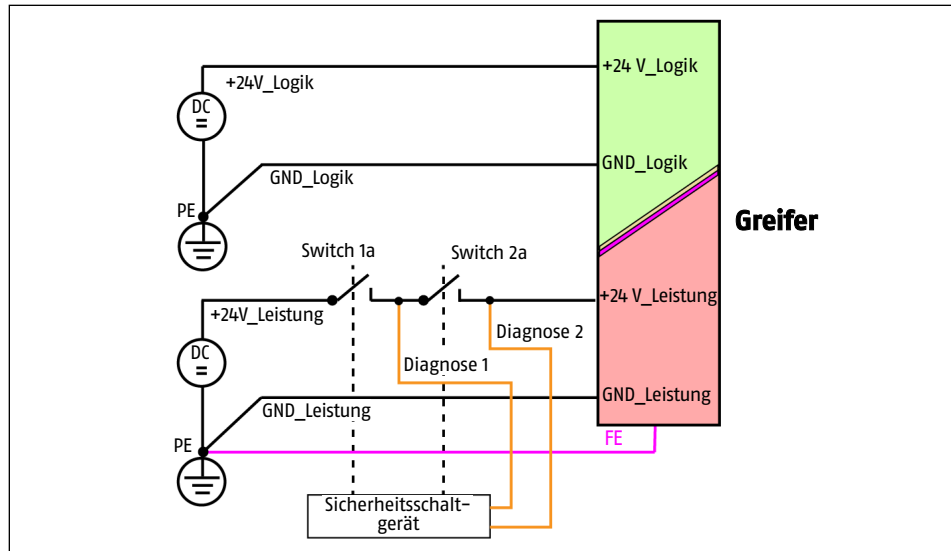 +24V_Logik
+24 V_Logik
DC
=
GND_Logik
GND_Logik
PE
Greifer
Switch 1a
Switch 2a
+24V_Leistung
+24 V_Leistung
Diagnose 2
DC
=
Diagnose 1
GND_Leistung
GND_Leistung
PE
FE
Sicherheitsschalt-
gerät